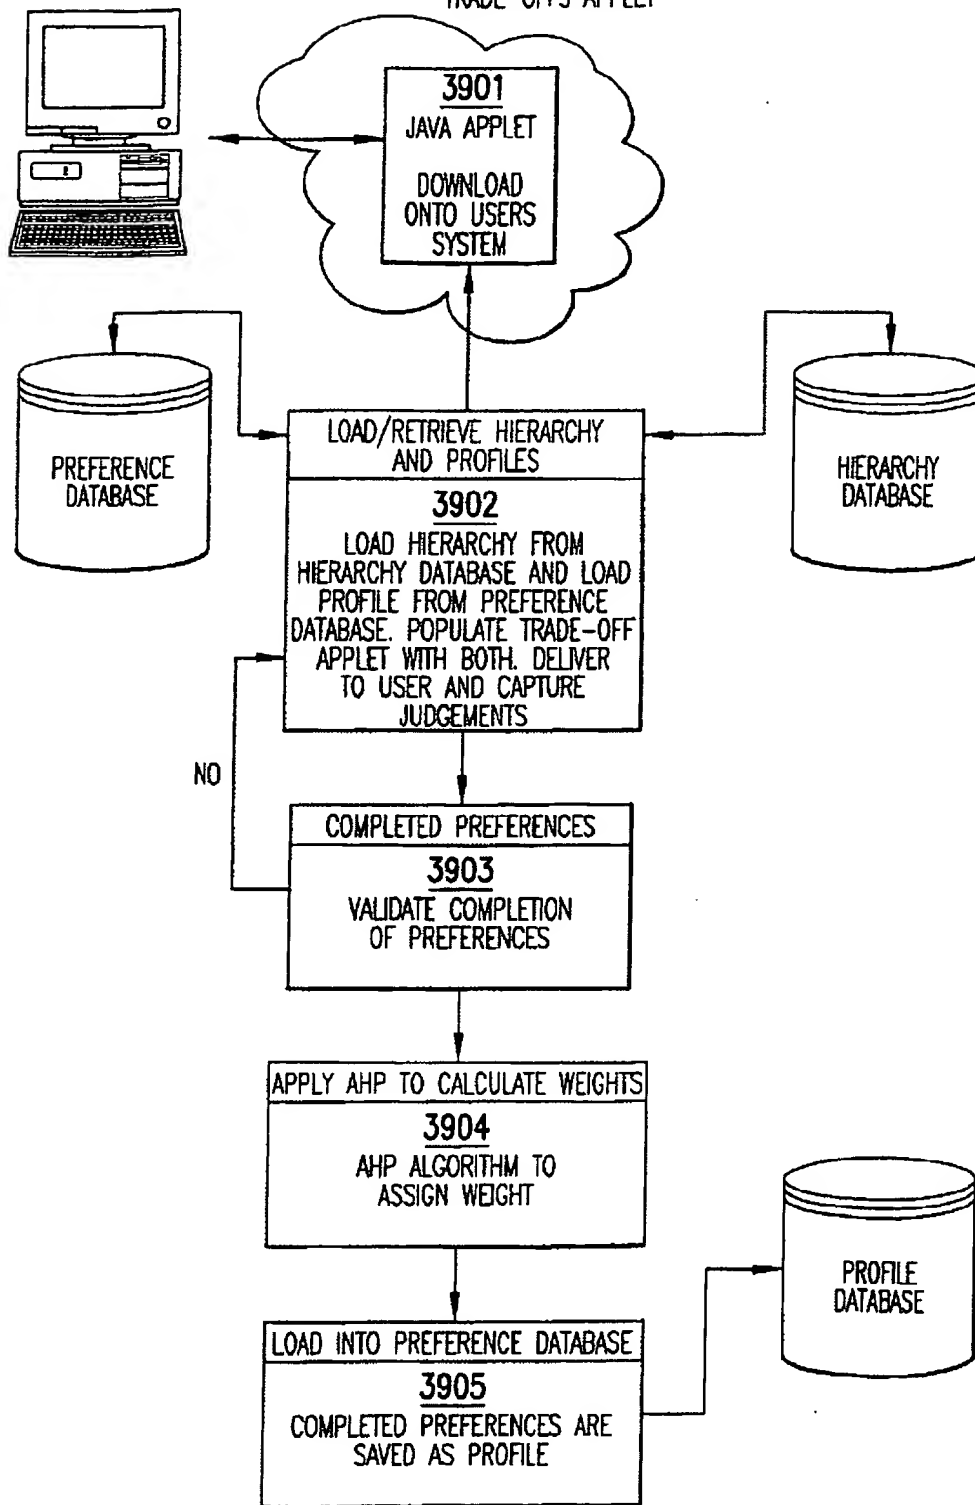 TRADE-OFFS APPLET
3901
JAVA APPLET
DOWNLOAD
ONTO USERS
SYSTEM
PREFERENCE
DATABASE
LOAD/RETRIEVE HIERARCHY
AND PROFILES
HIERARCHY
DATABASE
3902
LOAD HIERARCHY FROM
HIERARCHY DATABASE AND LOAD
PROFILE FROM PREFERENCE
DATABASE. POPULATE TRADE-OFF
APPLET WITH BOTH. DELIVER
TO USER AND CAPTURE
JUDGEMENTS
NO
COMPLETED PREFERENCES
3903
VALIDATE COMPLETION
OF PREFERENCES
APPLY AHP TO CALCULATE WEIGHTS
3904
AHP ALGORITHM TO
ASSIGN WEIGHT
PROFILE
DATABASE
LOAD INTO PREFERENCE DATABASE
3905
COMPLETED PREFERENCES ARE
SAVED AS PROFILE